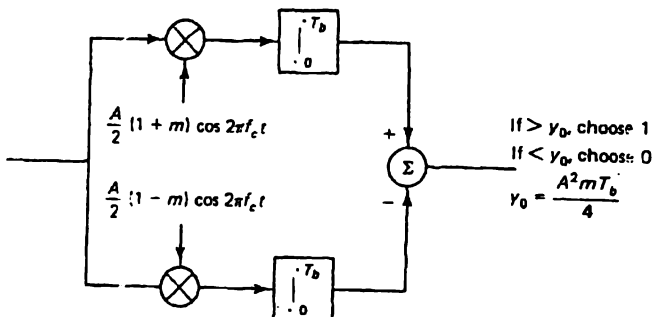 T_b
0
A/2 (1 + m) cos 2πf_c t
+
Σ
−
If > y_0, choose 1
If < y_0, choose 0
y_0 = A^2 m T_b / 4
A/2 (1 − m) cos 2πf_c t
T_b
0